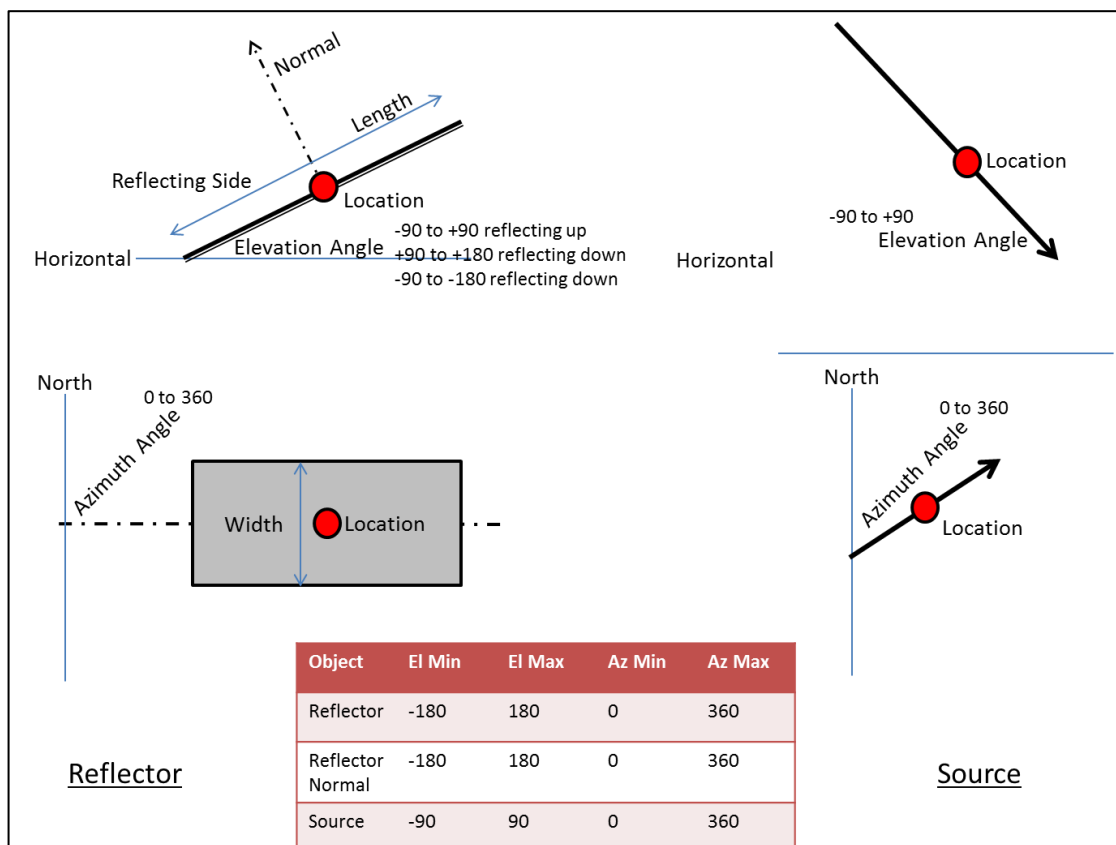 Normal
Length
Reflecting Side
Location
Elevation Angle
-90 to +90 reflecting up
+90 to +180 reflecting down
-90 to -180 reflecting down
Horizontal
Location
-90 to +90
Elevation Angle
Horizontal
North
0 to 360
Azimuth Angle
Width
Location
North
0 to 360
Azimuth Angle
Location
Object El Min El Max Az Min Az Max
Reflector -180 180 0 360
Reflector -180 180 0 360
Normal
Source -90 90 0 360
Reflector
Source